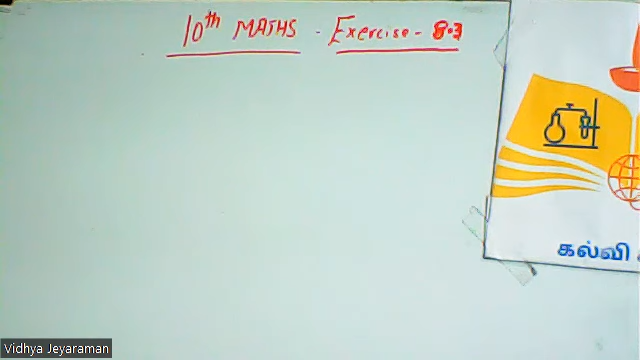 10th MATHS - Exercise - 8.3
கல்வி
Vidhya Jeyaraman